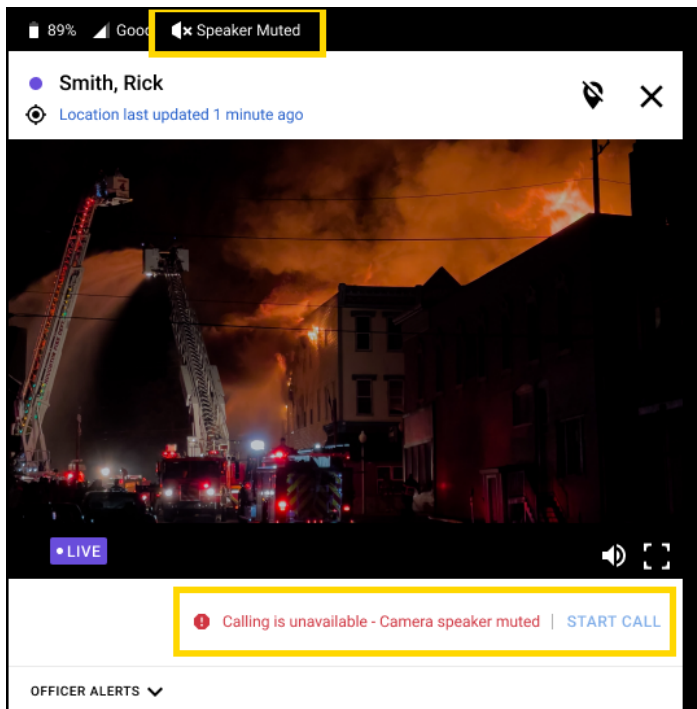 89% Good Speaker Muted
Smith, Rick
Location last updated 1 minute ago
LIVE
Calling is unavailable - Camera speaker muted | START CALL
OFFICER ALERTS